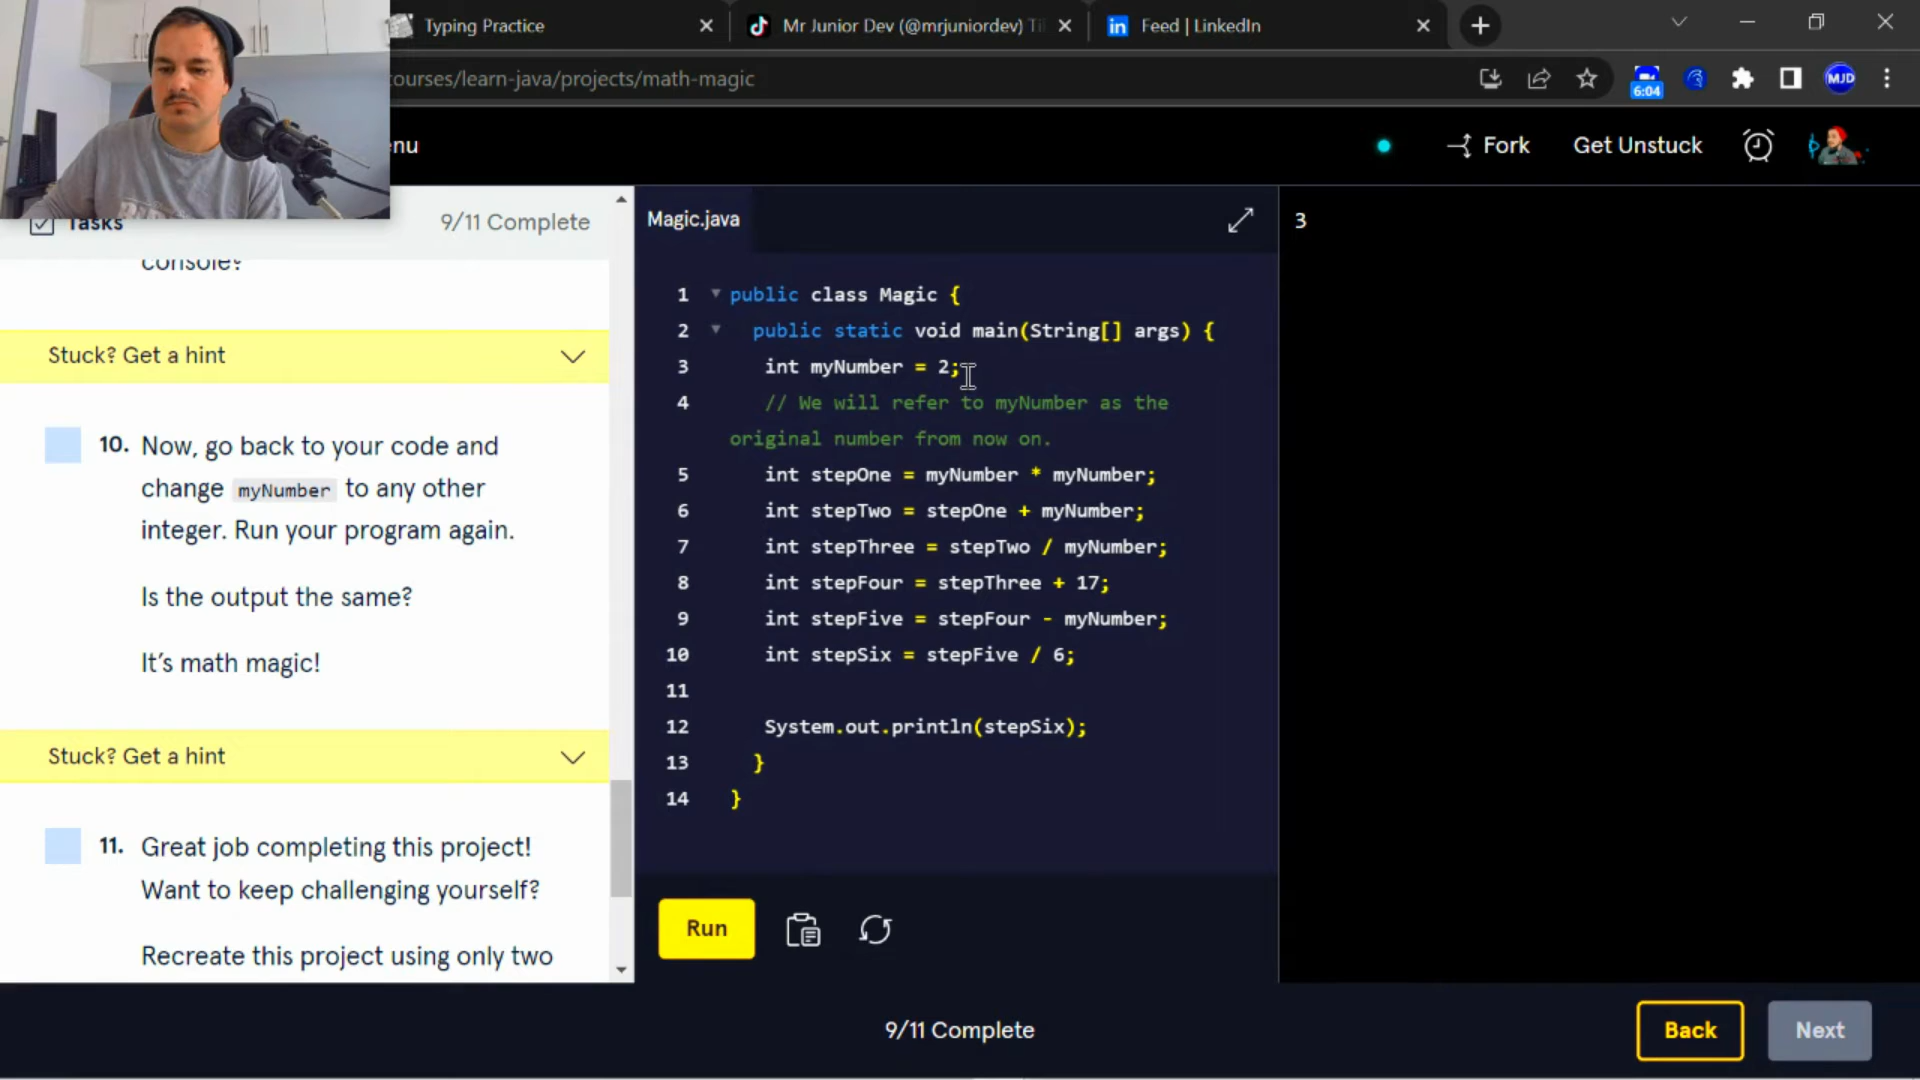 Typing Practice
Mr Junior Dev (@mrjuniordev) Ti
in Feed | LinkedIn
courses/learn-java/projects/math-magic
6:04
MJD
nu
Fork
Get Unstuck
Tasks
9/11 Complete
console?
Stuck? Get a hint
10. Now, go back to your code and
change myNumber to any other
integer. Run your program again.
Is the output the same?
It’s math magic!
Stuck? Get a hint
11. Great job completing this project!
Want to keep challenging yourself?
Recreate this project using only two
Magic.java
1 public class Magic {
2 public static void main(String[] args) {
3 int myNumber = 2;
4 // We will refer to myNumber as the
original number from now on.
5 int stepOne = myNumber * myNumber;
6 int stepTwo = stepOne + myNumber;
7 int stepThree = stepTwo / myNumber;
8 int stepFour = stepThree + 17;
9 int stepFive = stepFour - myNumber;
10 int stepSix = stepFive / 6;
11
12 System.out.println(stepSix);
13 }
14 }
Run
3
9/11 Complete
Back
Next